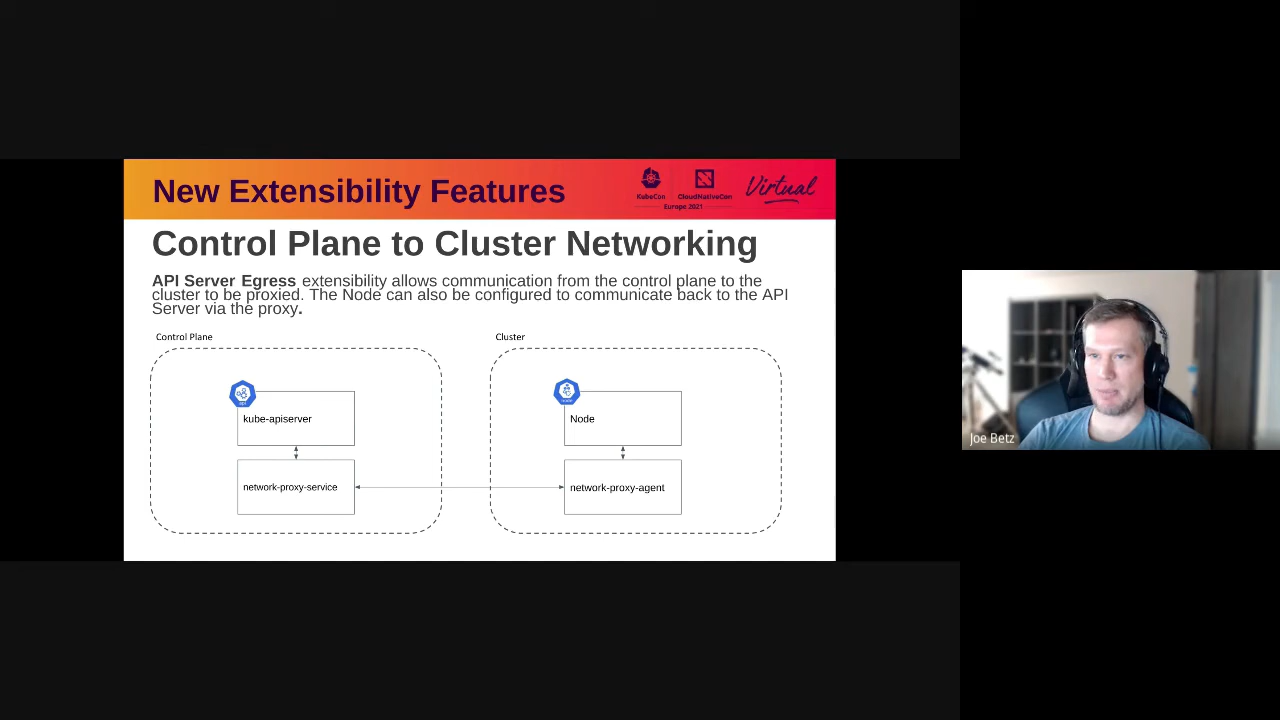 New Extensibility Features
KubeCon
CloudNativeCon
Europe 2021
Virtual
Control Plane to Cluster Networking
API Server Egress extensibility allows communication from the control plane to the
cluster to be proxied. The Node can also be configured to communicate back to the API
Server via the proxy.
Control Plane
Cluster
api
kube-apiserver
node
Node
network-proxy-service
network-proxy-agent
Joe Betz